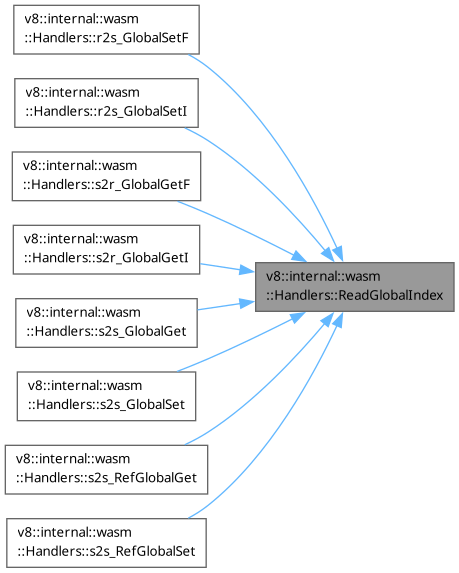 v8::internal::wasm
::Handlers::r2s_GlobalSetF
v8::internal::wasm
::Handlers::r2s_GlobalSetI
v8::internal::wasm
::Handlers::s2r_GlobalGetF
v8::internal::wasm
::Handlers::s2r_GlobalGetI
v8::internal::wasm
::Handlers::ReadGlobalIndex
v8::internal::wasm
::Handlers::s2s_GlobalGet
v8::internal::wasm
::Handlers::s2s_GlobalSet
v8::internal::wasm
::Handlers::s2s_RefGlobalGet
v8::internal::wasm
::Handlers::s2s_RefGlobalSet